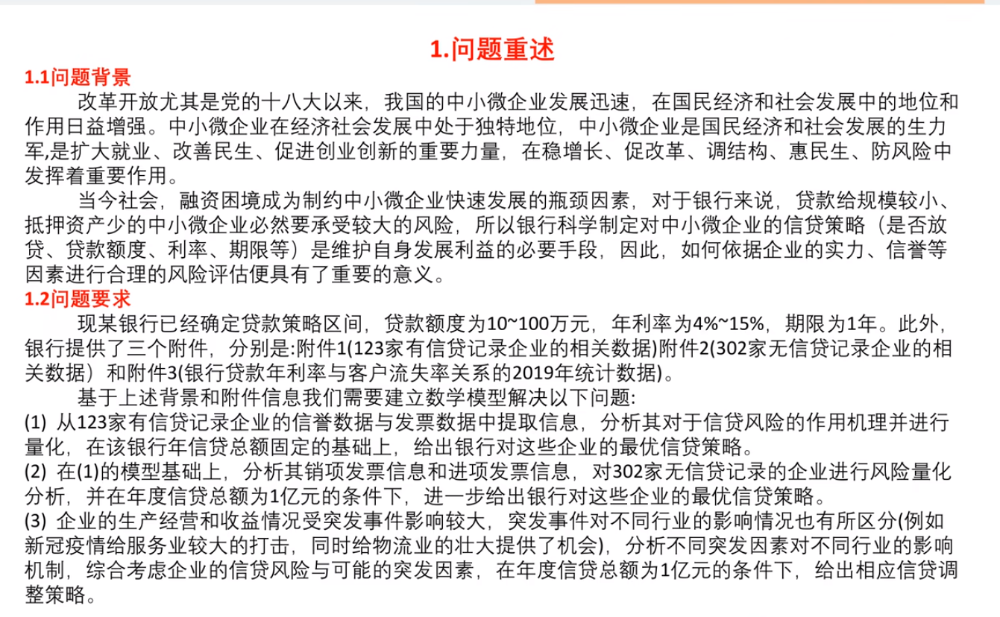 1.问题重述
1.1问题背景
改革开放尤其是党的十八大以来，我国的中小微企业发展迅速，在国民经济和社会发展中的地位和
作用日益增强。中小微企业在经济社会发展中处于独特地位，中小微企业是国民经济和社会发展的生力
军,是扩大就业、改善民生、促进创业创新的重要力量，在稳增长、促改革、调结构、惠民生、防风险中
发挥着重要作用。
当今社会，融资困境成为制约中小微企业快速发展的瓶颈因素，对于银行来说，贷款给规模较小、
抵押资产少的中小微企业必然要承受较大的风险，所以银行科学制定对中小微企业的信贷策略（是否放
贷、贷款额度、利率、期限等）是维护自身发展利益的必要手段，因此，如何依据企业的实力、信誉等
因素进行合理的风险评估便具有了重要的意义。
1.2问题要求
现某银行已经确定贷款策略区间，贷款额度为10~100万元，年利率为4%~15%，期限为1年。此外，
银行提供了三个附件，分别是:附件1(123家有信贷记录企业的相关数据)附件2(302家无信贷记录企业的相
关数据）和附件3(银行贷款年利率与客户流失率关系的2019年统计数据)。
基于上述背景和附件信息我们需要建立数学模型解决以下问题:
(1) 从123家有信贷记录企业的信誉数据与发票数据中提取信息，分析其对于信贷风险的作用机理并进行
量化，在该银行年信贷总额固定的基础上，给出银行对这些企业的最优信贷策略。
(2) 在(1)的模型基础上，分析其销项发票信息和进项发票信息，对302家无信贷记录的企业进行风险量化
分析，并在年度信贷总额为1亿元的条件下，进一步给出银行对这些企业的最优信贷策略。
(3) 企业的生产经营和收益情况受突发事件影响较大，突发事件对不同行业的影响情况也有所区分(例如
新冠疫情给服务业较大的打击，同时给物流业的壮大提供了机会)，分析不同突发因素对不同行业的影响
机制，综合考虑企业的信贷风险与可能的突发因素，在年度信贷总额为1亿元的条件下，给出相应信贷调
整策略。